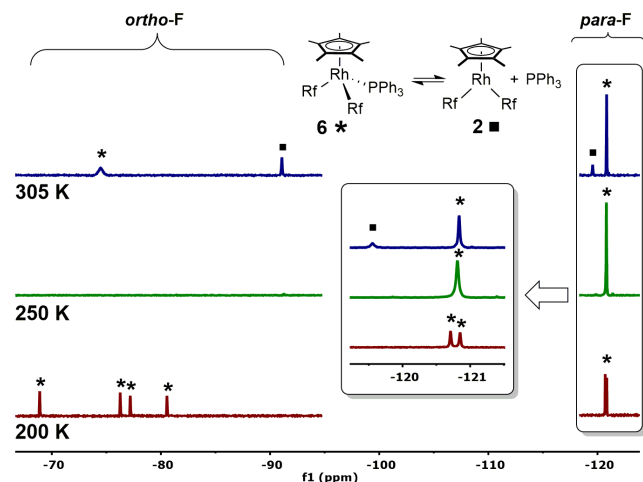 ortho-F
para-F
Rh
Rf
PPh3
Rf
6 *
Rh
Rf
Rf
+ PPh3
2 ■
*
■
*
■
305 K
250 K
200 K
*
*
*
*
■
*
*
*
*
-120
-121
*
*
*
-70
-80
-90
-100
-110
-120
f1 (ppm)